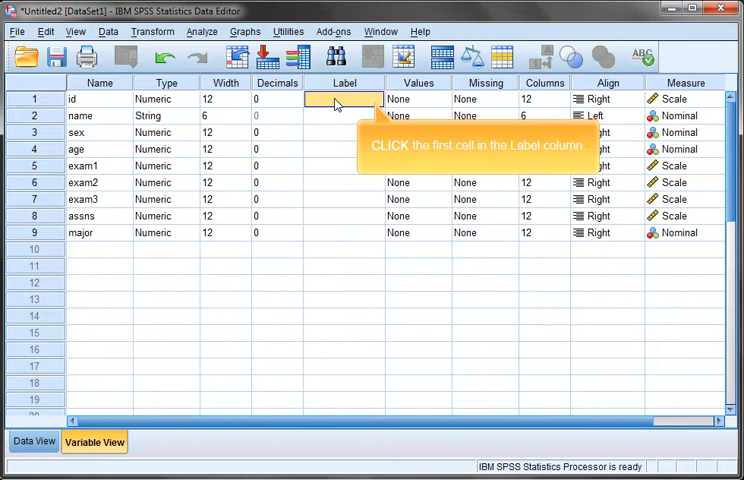 *Untitled2 [DataSet1] - IBM SPSS Statistics Data Editor
File Edit View Data Transform Analyze Graphs Utilities Add-ons Window Help
Name Type Width Decimals Label Values Missing Columns Align Measure
1 id Numeric 12 0 None None 12 Right Scale
2 name String 6 0 None None 6 Left Nominal
3 sex Numeric 12 0 Nominal
CLICK the first cell in the Label column.
4 age Numeric 12 0 Nominal
5 exam1 Numeric 12 0 Scale
6 exam2 Numeric 12 0 None None 12 Right Scale
7 exam3 Numeric 12 0 None None 12 Right Scale
8 assns Numeric 12 0 None None 12 Right Scale
9 major Numeric 12 0 None None 12 Right Nominal
10
11
12
13
14
15
16
17
18
19
Data View Variable View
IBM SPSS Statistics Processor is ready